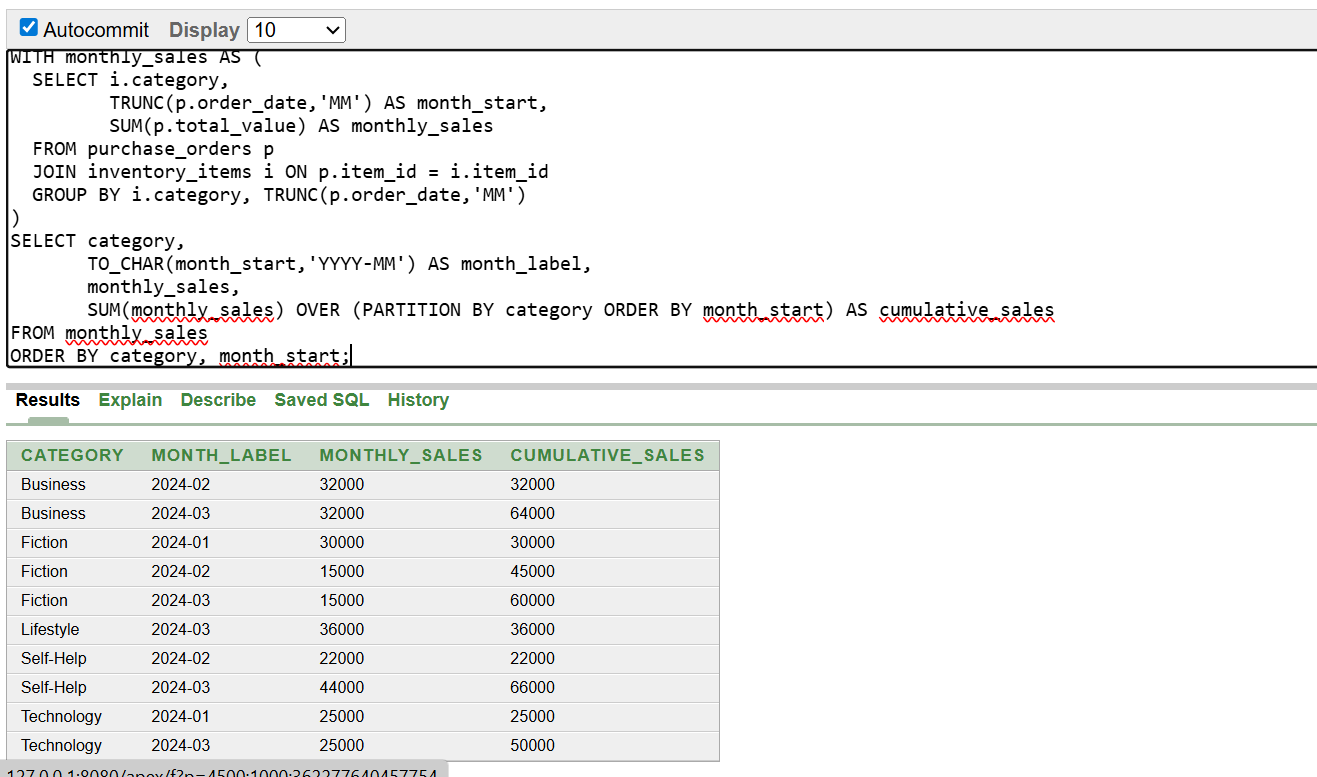 Autocommit Display 10
WITH monthly_sales AS (
SELECT i.category,
TRUNC(p.order_date,'MM') AS month_start,
SUM(p.total_value) AS monthly_sales
FROM purchase_orders p
JOIN inventory_items i ON p.item_id = i.item_id
GROUP BY i.category, TRUNC(p.order_date,'MM')
)
SELECT category,
TO_CHAR(month_start,'YYYY-MM') AS month_label,
monthly_sales,
SUM(monthly_sales) OVER (PARTITION BY category ORDER BY month_start) AS cumulative_sales
FROM monthly_sales
ORDER BY category, month_start;
Results Explain Describe Saved SQL History
CATEGORY MONTH_LABEL MONTHLY_SALES CUMULATIVE_SALES
Business 2024-02 32000 32000
Business 2024-03 32000 64000
Fiction 2024-01 30000 30000
Fiction 2024-02 15000 45000
Fiction 2024-03 15000 60000
Lifestyle 2024-03 36000 36000
Self-Help 2024-02 22000 22000
Self-Help 2024-03 44000 66000
Technology 2024-01 25000 25000
Technology 2024-03 25000 50000
127.0.0.1:8080/apex/f?p=4500:1000:362277640457754